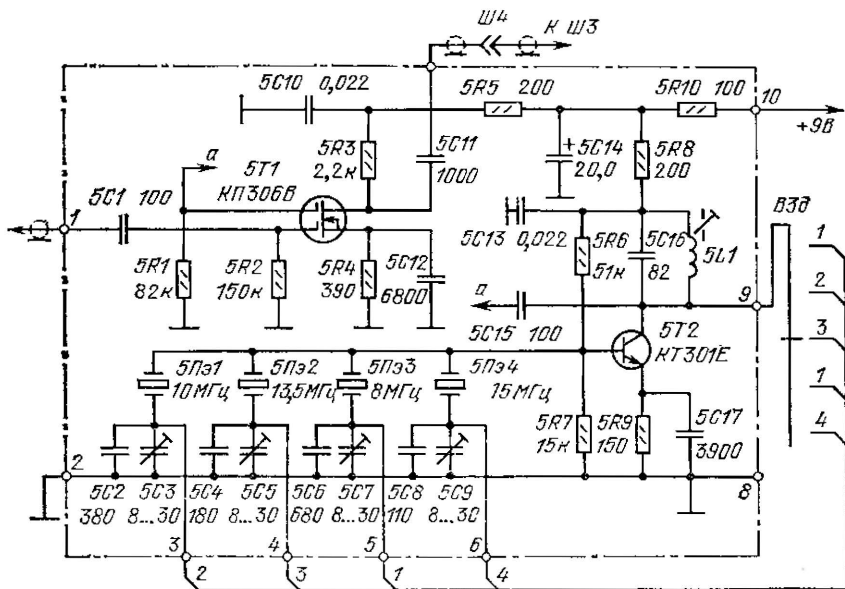 Ш4
К Ш3
5С10 0,022
5R5
200
5R10 100
10
+9В
а
5R3
2,2к
5С11
1000
+
5С14
20,0
5R8
200
5Т1
КП306В
5С1 100
1
5С13 0,022
5R6
51к
5С16
82
5L1
ВЗд
1
2
3
1
4
5R1
82к
5R2
150к
5R4
390
5С12
6800
а
9
5С15 100
5Т2
КТ301Е
5Пэ1
10МГц
5Пэ2
13,5МГц
5Пэ3
8МГц
5Пэ4
15МГц
5R7
15к
5R9
150
5С17
3900
2
8
5С2
380
5С3
8...30
5С4
180
5С5
8...30
5С6
680
5С7
8...30
5С8
110
5С9
8...30
3
4
5
6
2
3
1
4